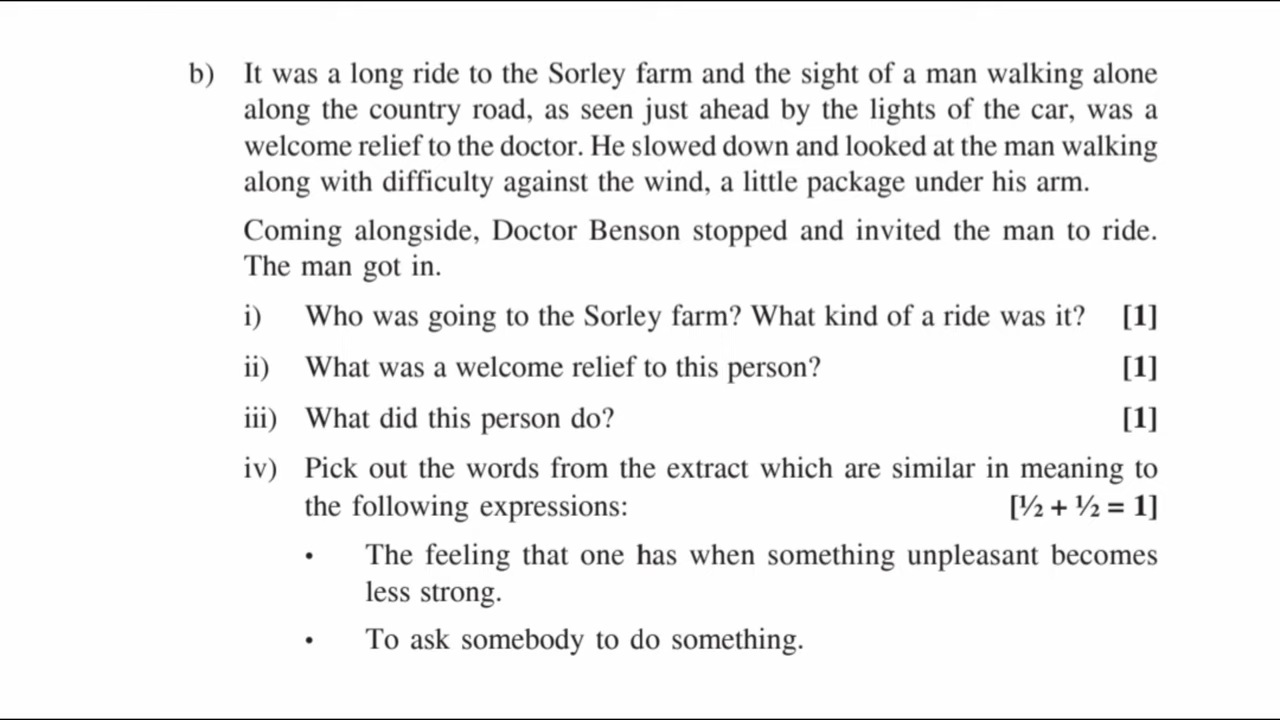 b) It was a long ride to the Sorley farm and the sight of a man walking alone
along the country road, as seen just ahead by the lights of the car, was a
welcome relief to the doctor. He slowed down and looked at the man walking
along with difficulty against the wind, a little package under his arm.
Coming alongside, Doctor Benson stopped and invited the man to ride.
The man got in.
i) Who was going to the Sorley farm? What kind of a ride was it? [1]
ii) What was a welcome relief to this person? [1]
iii) What did this person do? [1]
iv) Pick out the words from the extract which are similar in meaning to
the following expressions: [½ + ½ = 1]
• The feeling that one has when something unpleasant becomes
less strong.
• To ask somebody to do something.